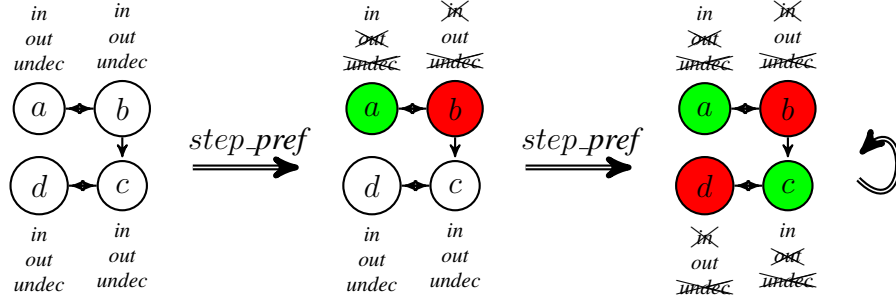 in in in in in in
out out out out out out
undec undec undec undec undec undec
a b a b a b
step_pref step_pref
d c d c d c
in in in in in in
out out out out out out
undec undec undec undec undec undec